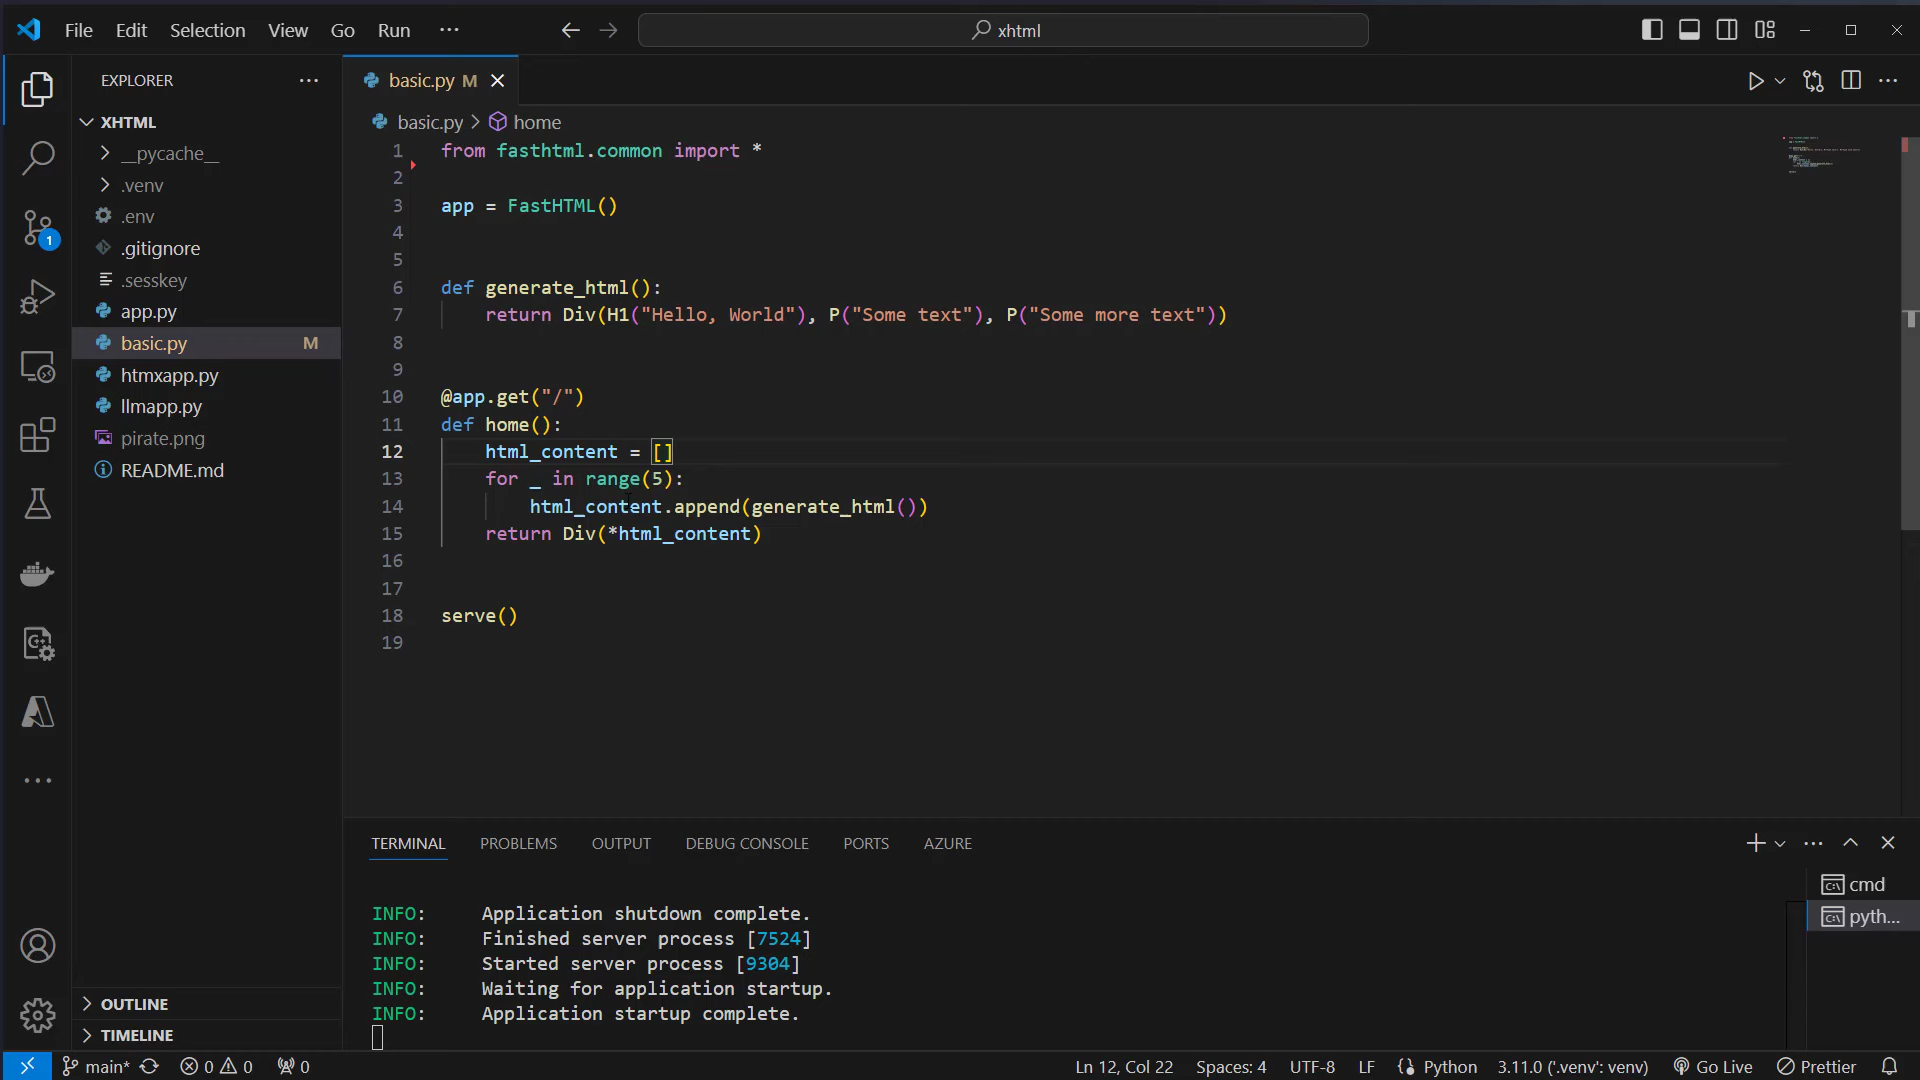 File Edit Selection View Go Run ···
xhtml
EXPLORER
XHTML
__pycache__
.venv
.env
.gitignore
.sesskey
app.py
basic.py M
htmxapp.py
llmapp.py
pirate.png
README.md
OUTLINE
TIMELINE
1
basic.py M
basic.py > home
1 from fasthtml.common import *
2
3 app = FastHTML()
4
5
6 def generate_html():
7 return Div(H1("Hello, World"), P("Some text"), P("Some more text"))
8
9
10 @app.get("/")
11 def home():
12 html_content = []
13 for _ in range(5):
14 html_content.append(generate_html())
15 return Div(*html_content)
16
17
18 serve()
19
TERMINAL PROBLEMS OUTPUT DEBUG CONSOLE PORTS AZURE
INFO: Application shutdown complete.
INFO: Finished server process [7524]
INFO: Started server process [9304]
INFO: Waiting for application startup.
INFO: Application startup complete.
cmd
pyth...
main* 0 0 0 Ln 12, Col 22 Spaces: 4 UTF-8 LF Python 3.11.0 ('.venv': venv) Go Live Prettier